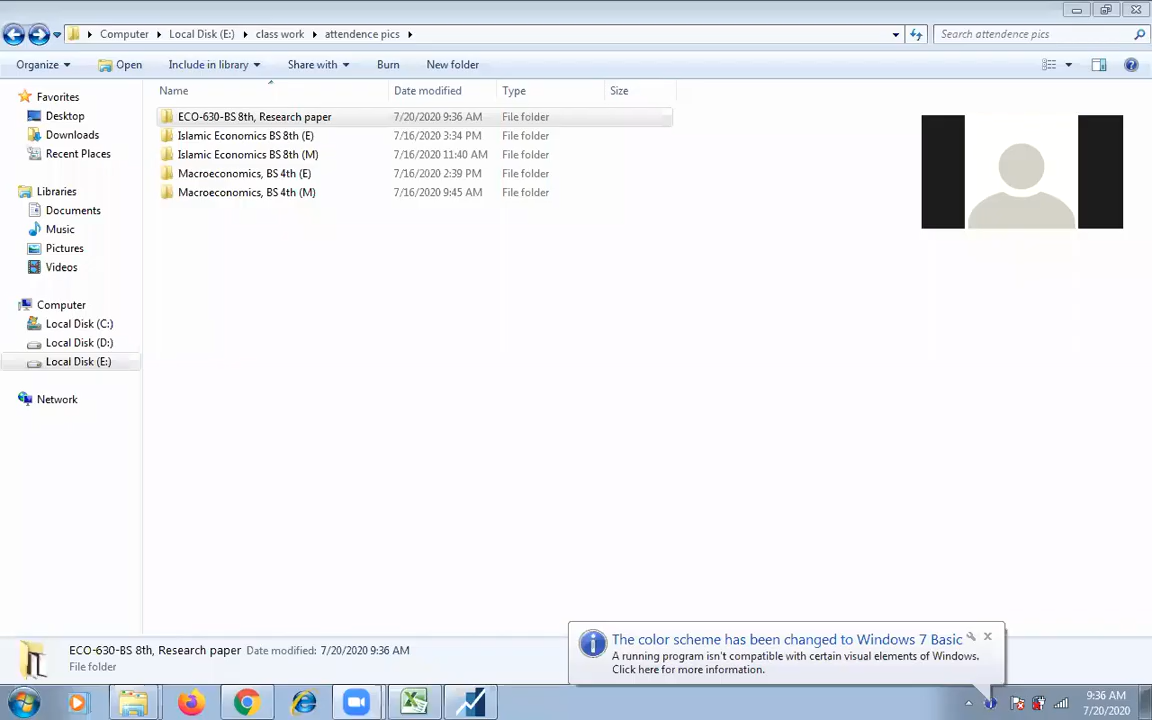 Computer Local Disk (E:) class work attendence pics
Search attendence pics
Organize Open Include in library Share with Burn New folder
Name Date modified Type Size
Favorites
Desktop
Downloads
Recent Places
Libraries
Documents
Music
Pictures
Videos
Computer
Local Disk (C:)
Local Disk (D:)
Local Disk (E:)
Network
ECO-630-BS 8th, Research paper 7/20/2020 9:36 AM File folder
Islamic Economics BS 8th (E) 7/16/2020 3:34 PM File folder
Islamic Economics BS 8th (M) 7/16/2020 11:40 AM File folder
Macroeconomics, BS 4th (E) 7/16/2020 2:39 PM File folder
Macroeconomics, BS 4th (M) 7/16/2020 9:45 AM File folder
ECO-630-BS 8th, Research paper Date modified: 7/20/2020 9:36 AM
File folder
The color scheme has been changed to Windows 7 Basic
A running program isn't compatible with certain visual elements of Windows.
Click here for more information.
9:36 AM
7/20/2020